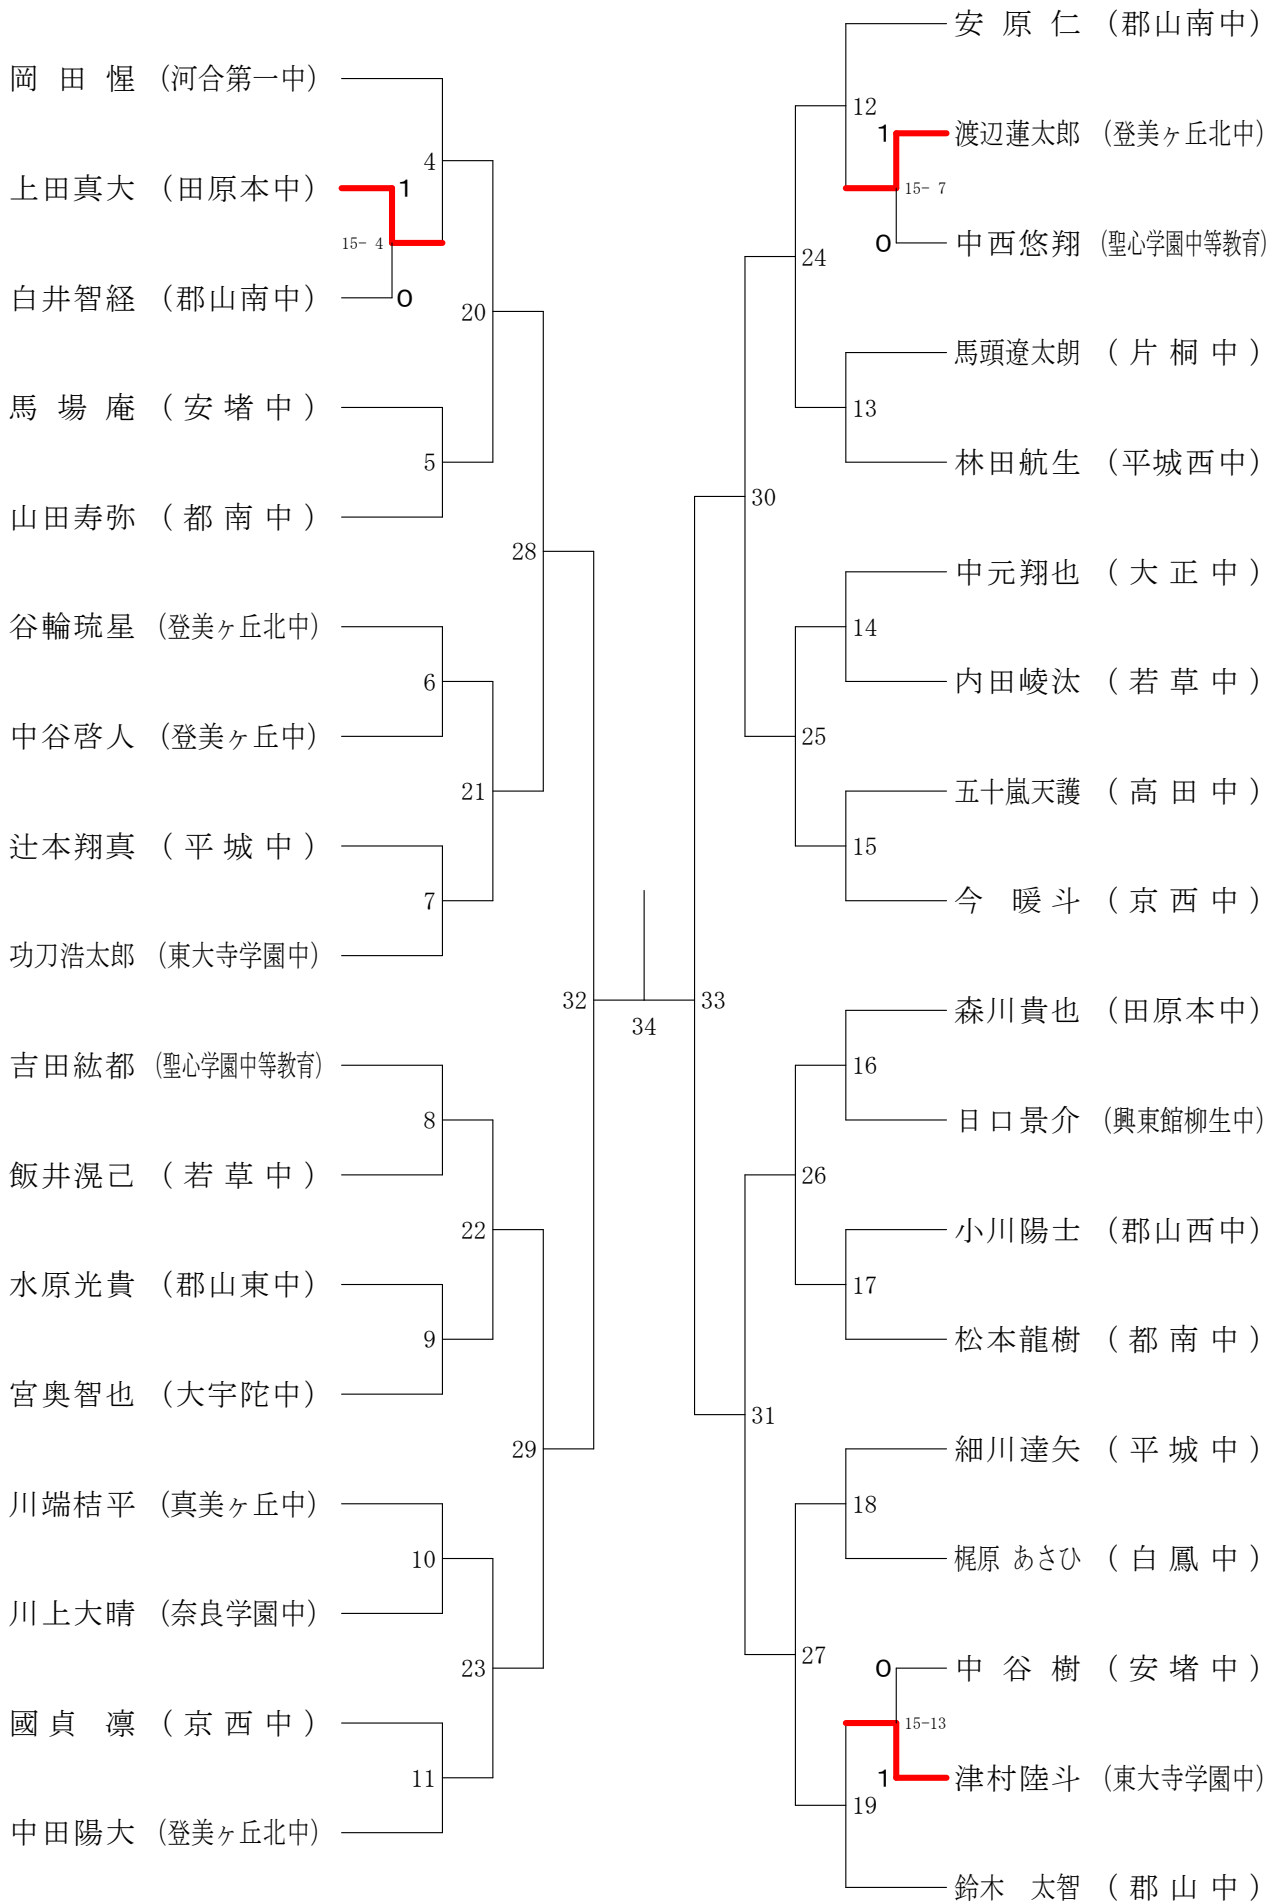 岡田惺 (河合第一中)
4
上田真大 (田原本中)
1
15- 4
白井智経 (郡山南中)
0
20
馬場庵 (安堵中)
5
山田寿弥 (都南中)
28
谷輪琉星 (登美ヶ丘北中)
6
中谷啓人 (登美ヶ丘中)
21
辻本翔真 (平城中)
7
功刀浩太郎 (東大寺学園中)
32
吉田紘都 (聖心学園中等教育)
8
飯井滉己 (若草中)
22
水原光貴 (郡山東中)
9
宮奥智也 (大宇陀中)
29
川端桔平 (真美ヶ丘中)
10
川上大晴 (奈良学園中)
23
國貞凛 (京西中)
11
中田陽大 (登美ヶ丘北中)
34
安原仁 (郡山南中)
12
1
渡辺蓮太郎 (登美ヶ丘北中)
15- 7
0
中西悠翔 (聖心学園中等教育)
24
馬頭遼太朗 (片桐中)
13
林田航生 (平城西中)
30
中元翔也 (大正中)
14
内田崚汰 (若草中)
25
五十嵐天護 (高田中)
15
今暖斗 (京西中)
33
森川貴也 (田原本中)
16
日口景介 (興東館柳生中)
26
小川陽士 (郡山西中)
17
松本龍樹 (都南中)
31
細川達矢 (平城中)
18
梶原 あさひ (白鳳中)
27
0
中谷樹 (安堵中)
15-13
1
津村陸斗 (東大寺学園中)
19
鈴木 太智 (郡山中)